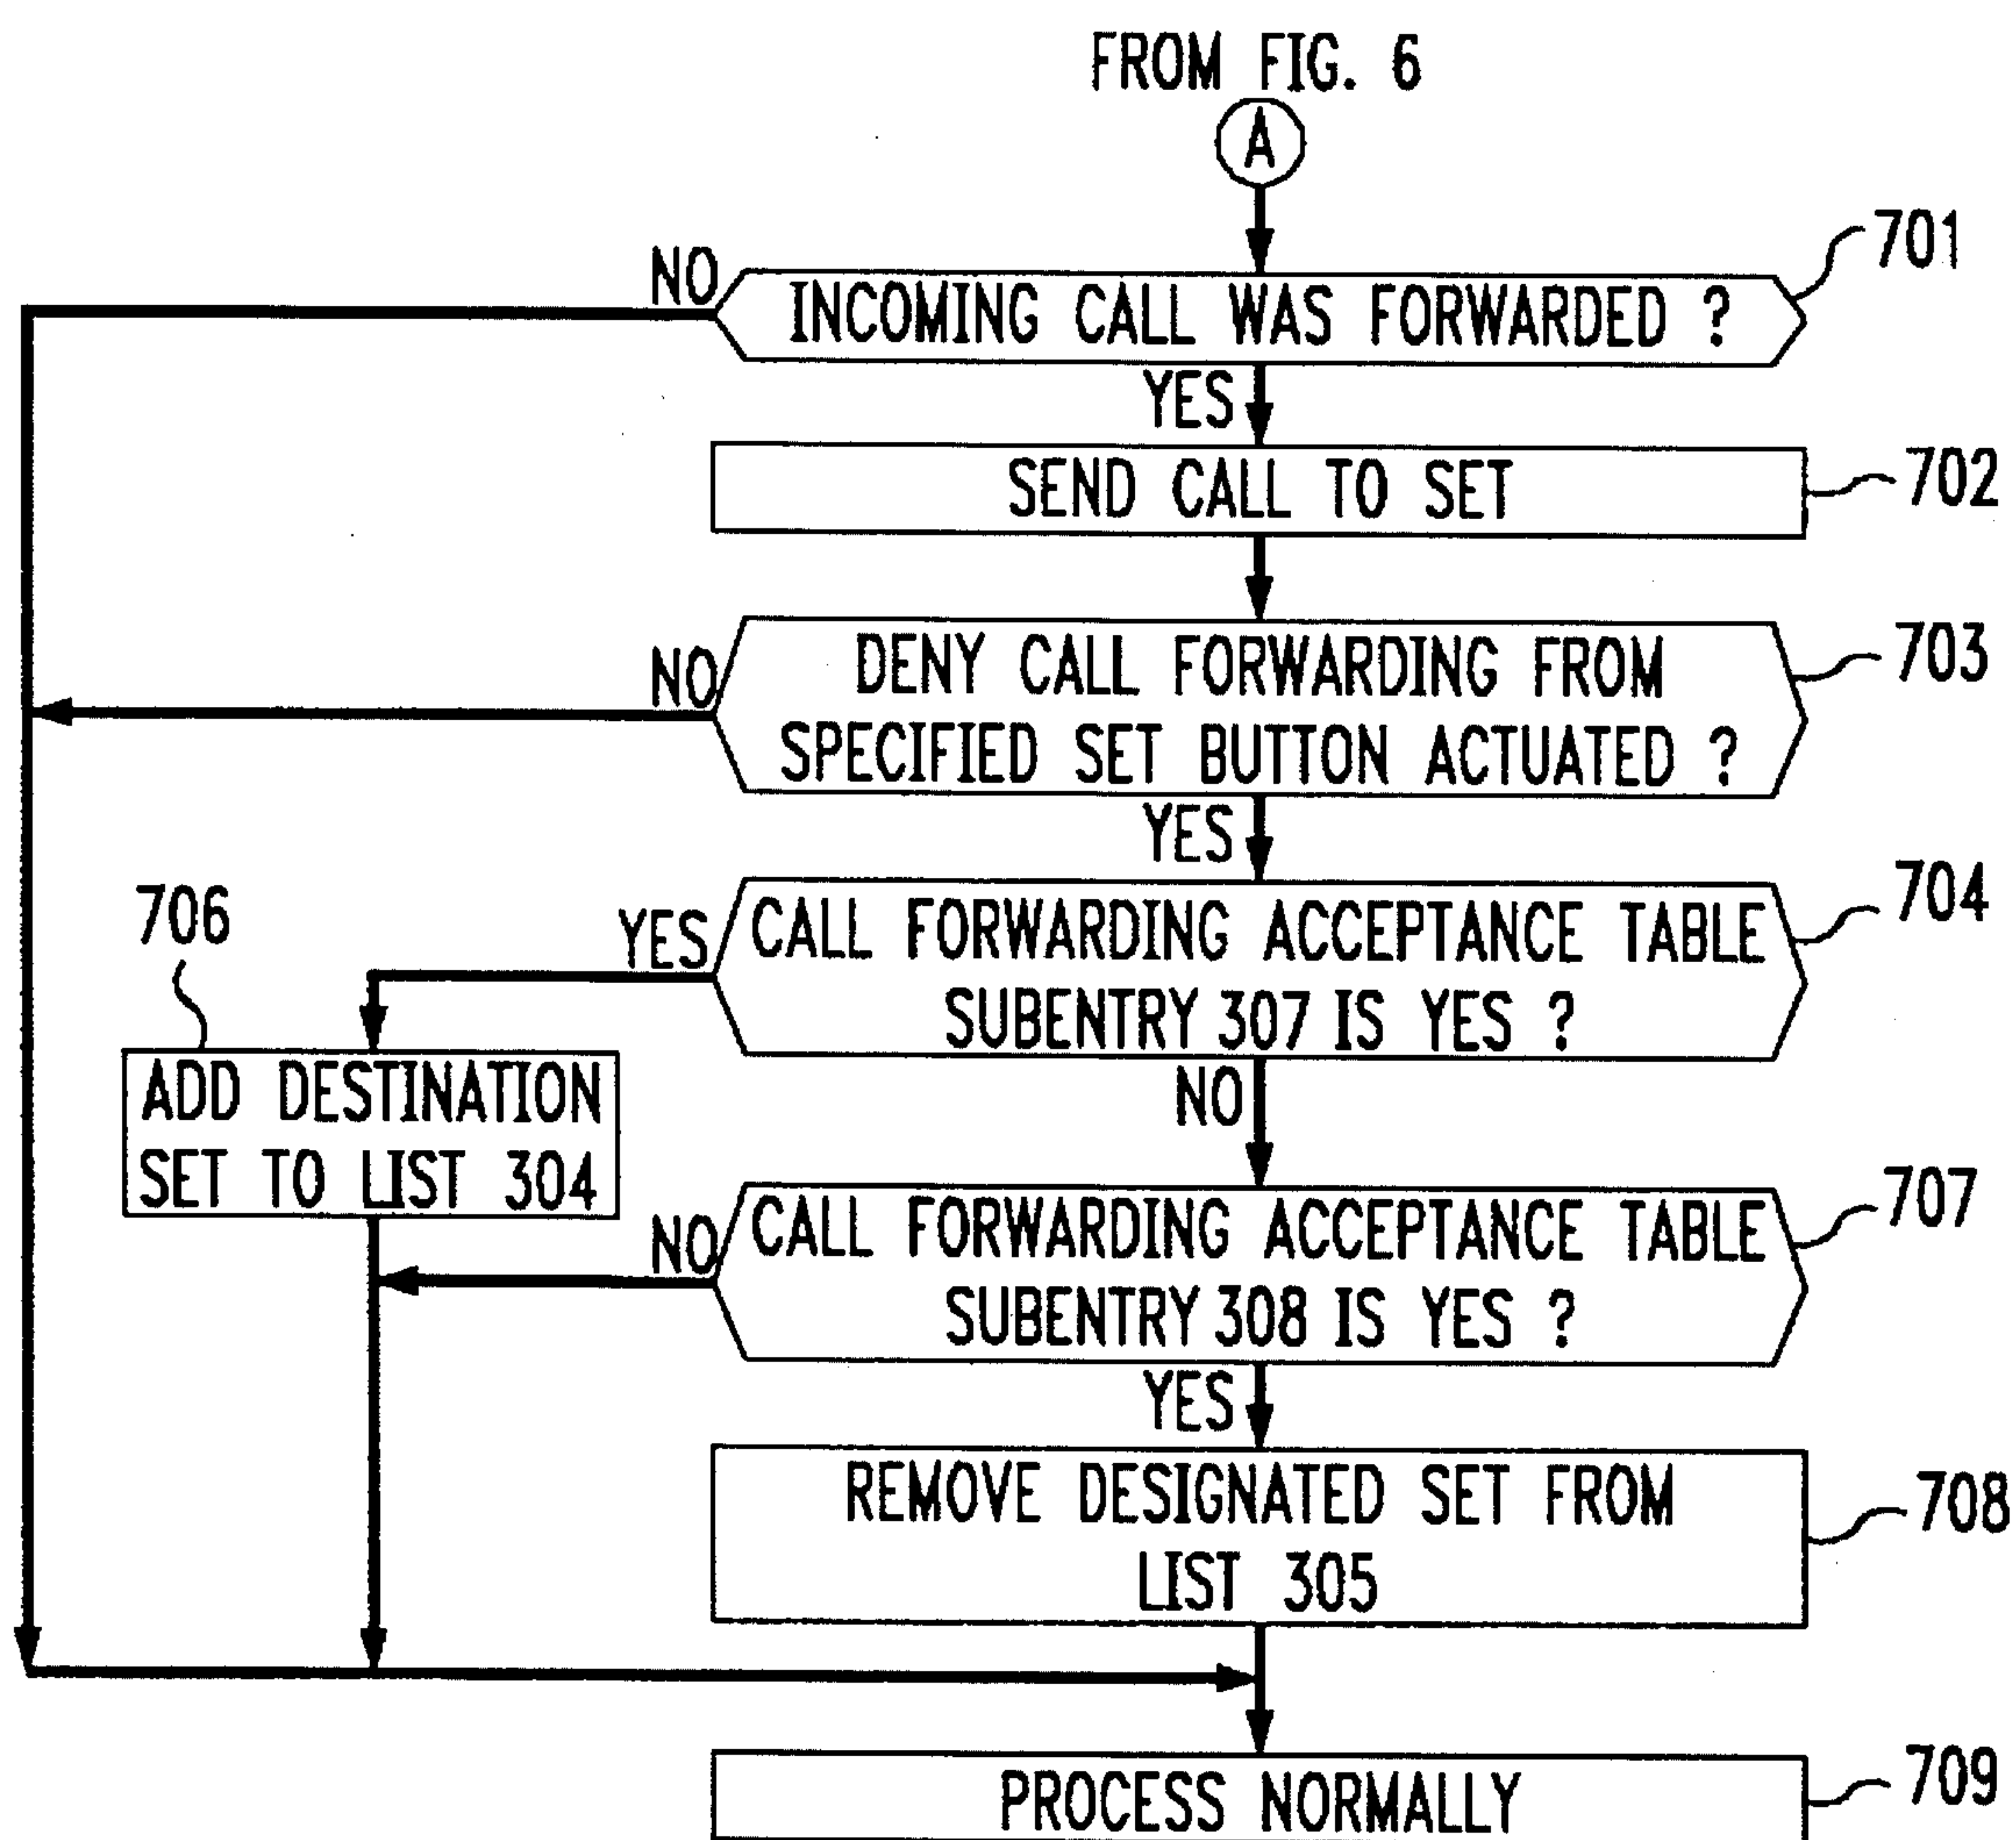 FROM FIG. 6
A
701
NO
INCOMING CALL WAS FORWARDED ?
YES
SEND CALL TO SET
702
NO
DENY CALL FORWARDING FROM
SPECIFIED SET BUTTON ACTUATED ?
703
YES
706
YES
CALL FORWARDING ACCEPTANCE TABLE
SUBENTRY 307 IS YES ?
704
ADD DESTINATION
SET TO LIST 304
NO
NO
CALL FORWARDING ACCEPTANCE TABLE
SUBENTRY 308 IS YES ?
707
YES
REMOVE DESIGNATED SET FROM
LIST 305
708
PROCESS NORMALLY
709